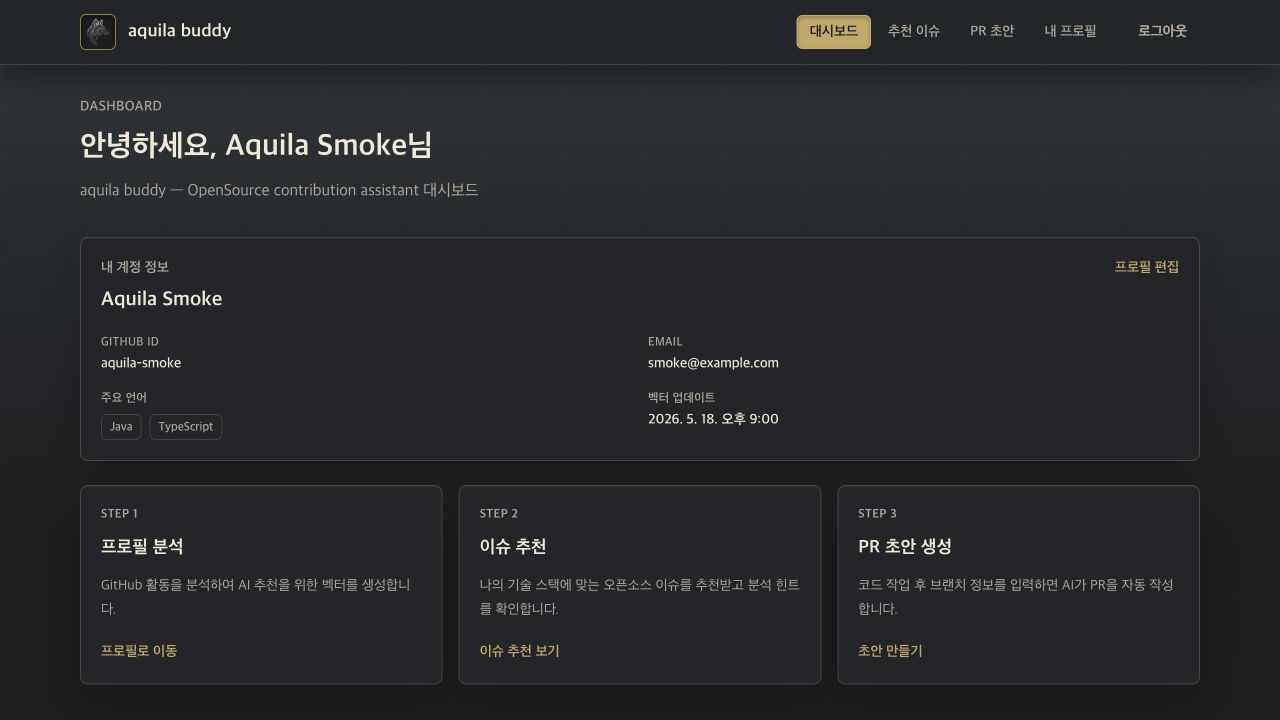 aquila buddy
대시보드
추천 이슈
PR 초안
내 프로필
로그아웃
DASHBOARD
안녕하세요, Aquila Smoke님
aquila buddy — OpenSource contribution assistant 대시보드
내 계정 정보
프로필 편집
Aquila Smoke
GITHUB ID
aquila-smoke
EMAIL
smoke@example.com
주요 언어
Java
TypeScript
벡터 업데이트
2026. 5. 18. 오후 9:00
STEP 1
프로필 분석
GitHub 활동을 분석하여 AI 추천을 위한 벡터를 생성합니
다.
프로필로 이동
STEP 2
이슈 추천
나의 기술 스택에 맞는 오픈소스 이슈를 추천받고 분석 힌트
를 확인합니다.
이슈 추천 보기
STEP 3
PR 초안 생성
코드 작업 후 브랜치 정보를 입력하면 AI가 PR을 자동 작성
합니다.
초안 만들기